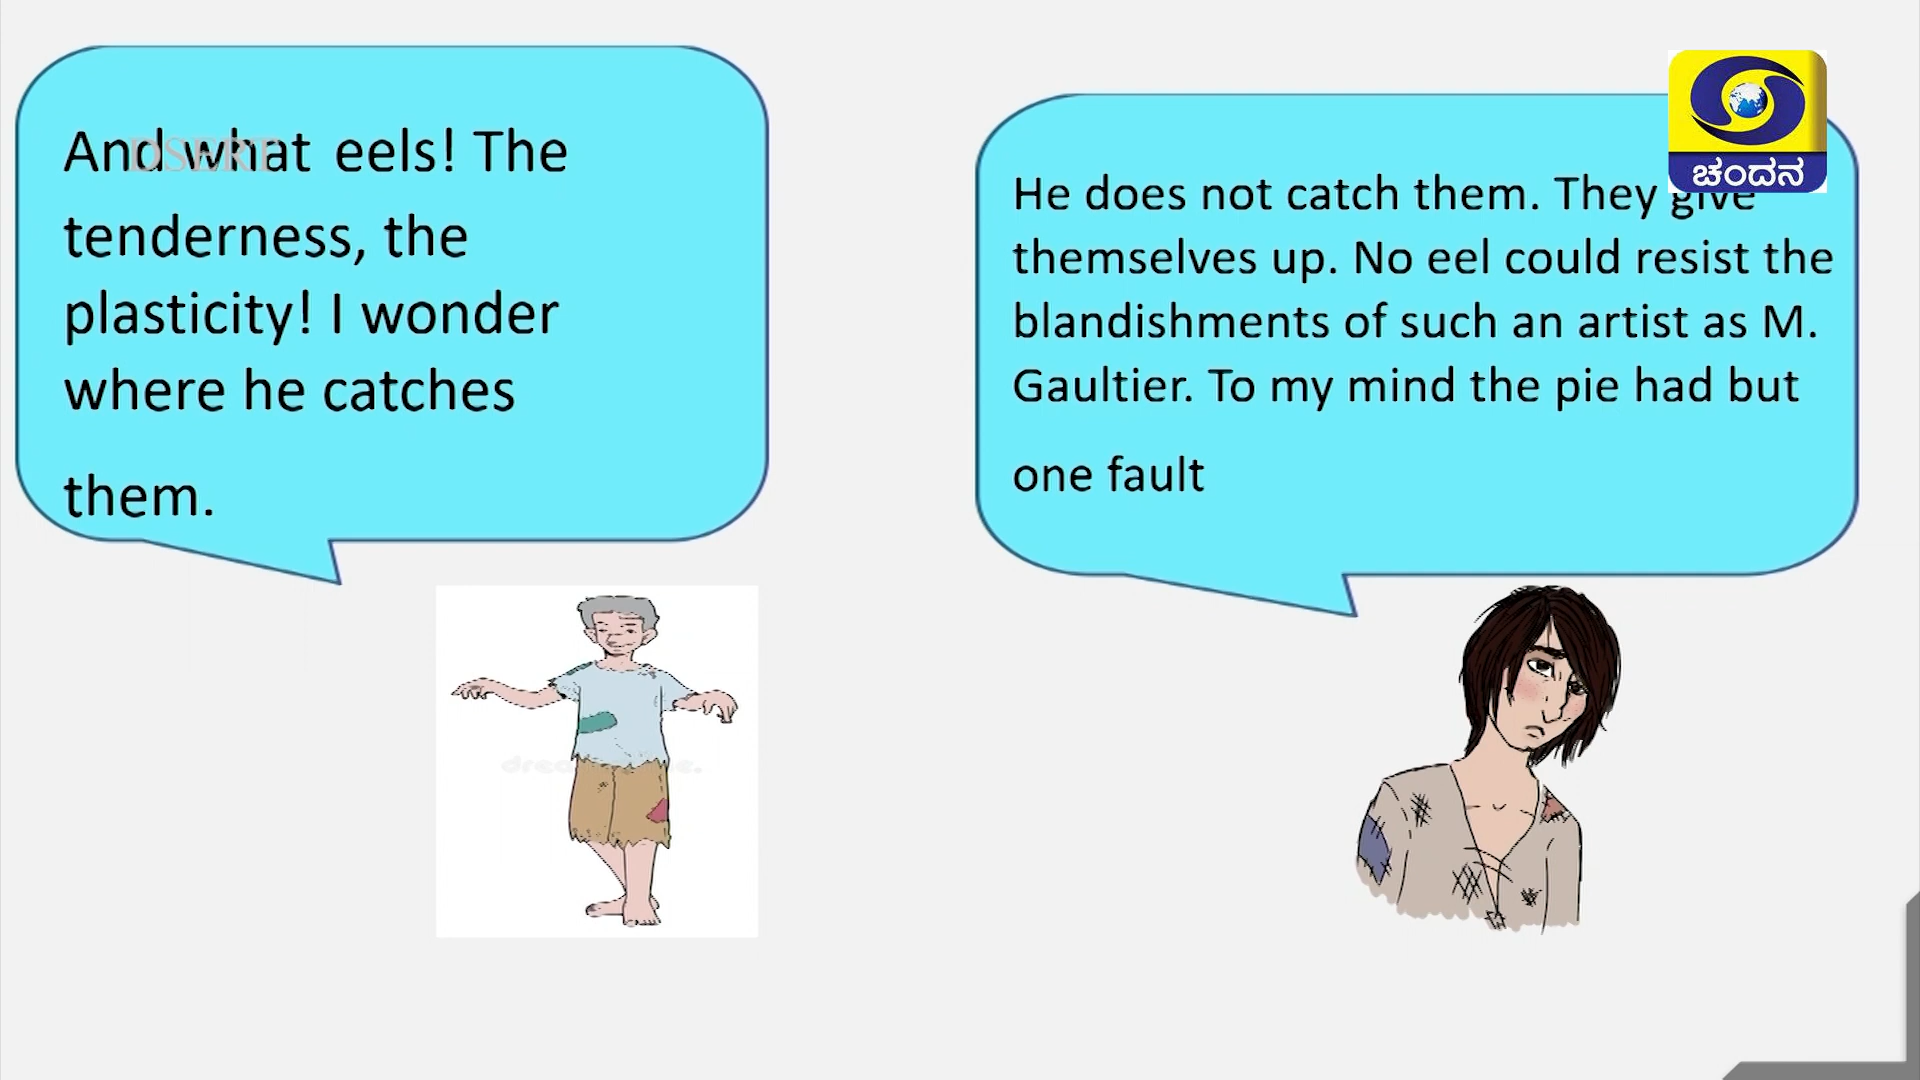 And what eels! The
tenderness, the
plasticity! I wonder
where he catches
them.
DSERT
He does not catch them. They give
themselves up. No eel could resist the
blandishments of such an artist as M.
Gaultier. To my mind the pie had but
one fault
ಚಂದನ